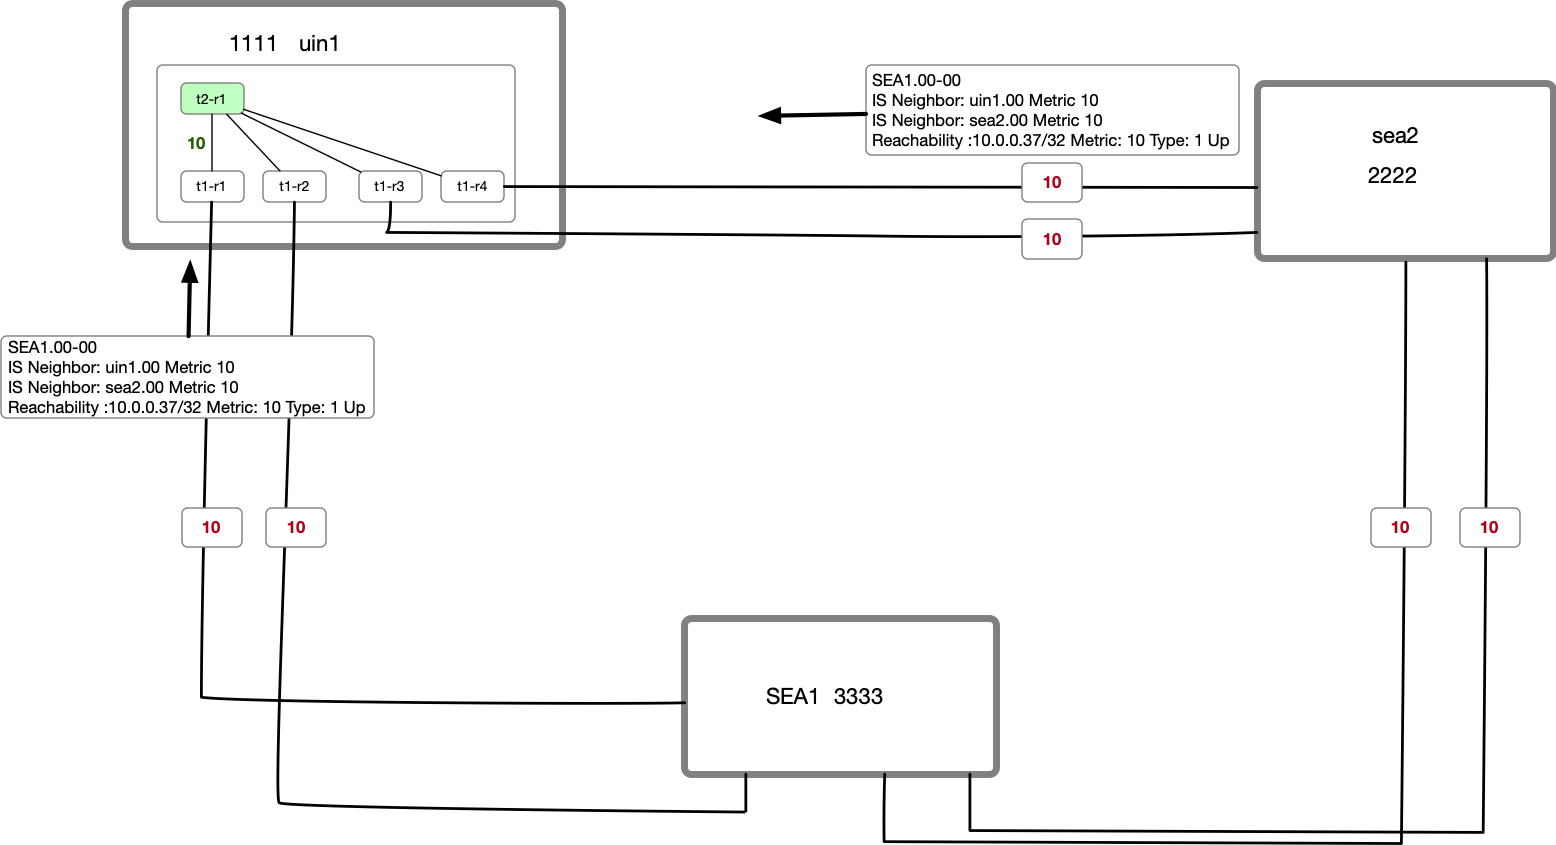 1111 uin1
t2-r1
10
t1-r1
t1-r2
t1-r3
t1-r4
SEA1.00-00
IS Neighbor: uin1.00 Metric 10
IS Neighbor: sea2.00 Metric 10
Reachability :10.0.0.37/32 Metric: 10 Type: 1 Up
sea2
2222
10
10
SEA1.00-00
IS Neighbor: uin1.00 Metric 10
IS Neighbor: sea2.00 Metric 10
Reachability :10.0.0.37/32 Metric: 10 Type: 1 Up
10
10
10
10
SEA1 3333